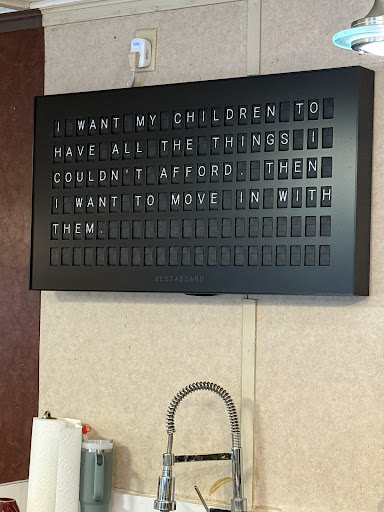 I WANT MY CHILDREN TO
HAVE ALL THE THINGS I
COULDN'T AFFORD. THEN
I WANT TO MOVE IN WITH
THEM.
VESTABOARD